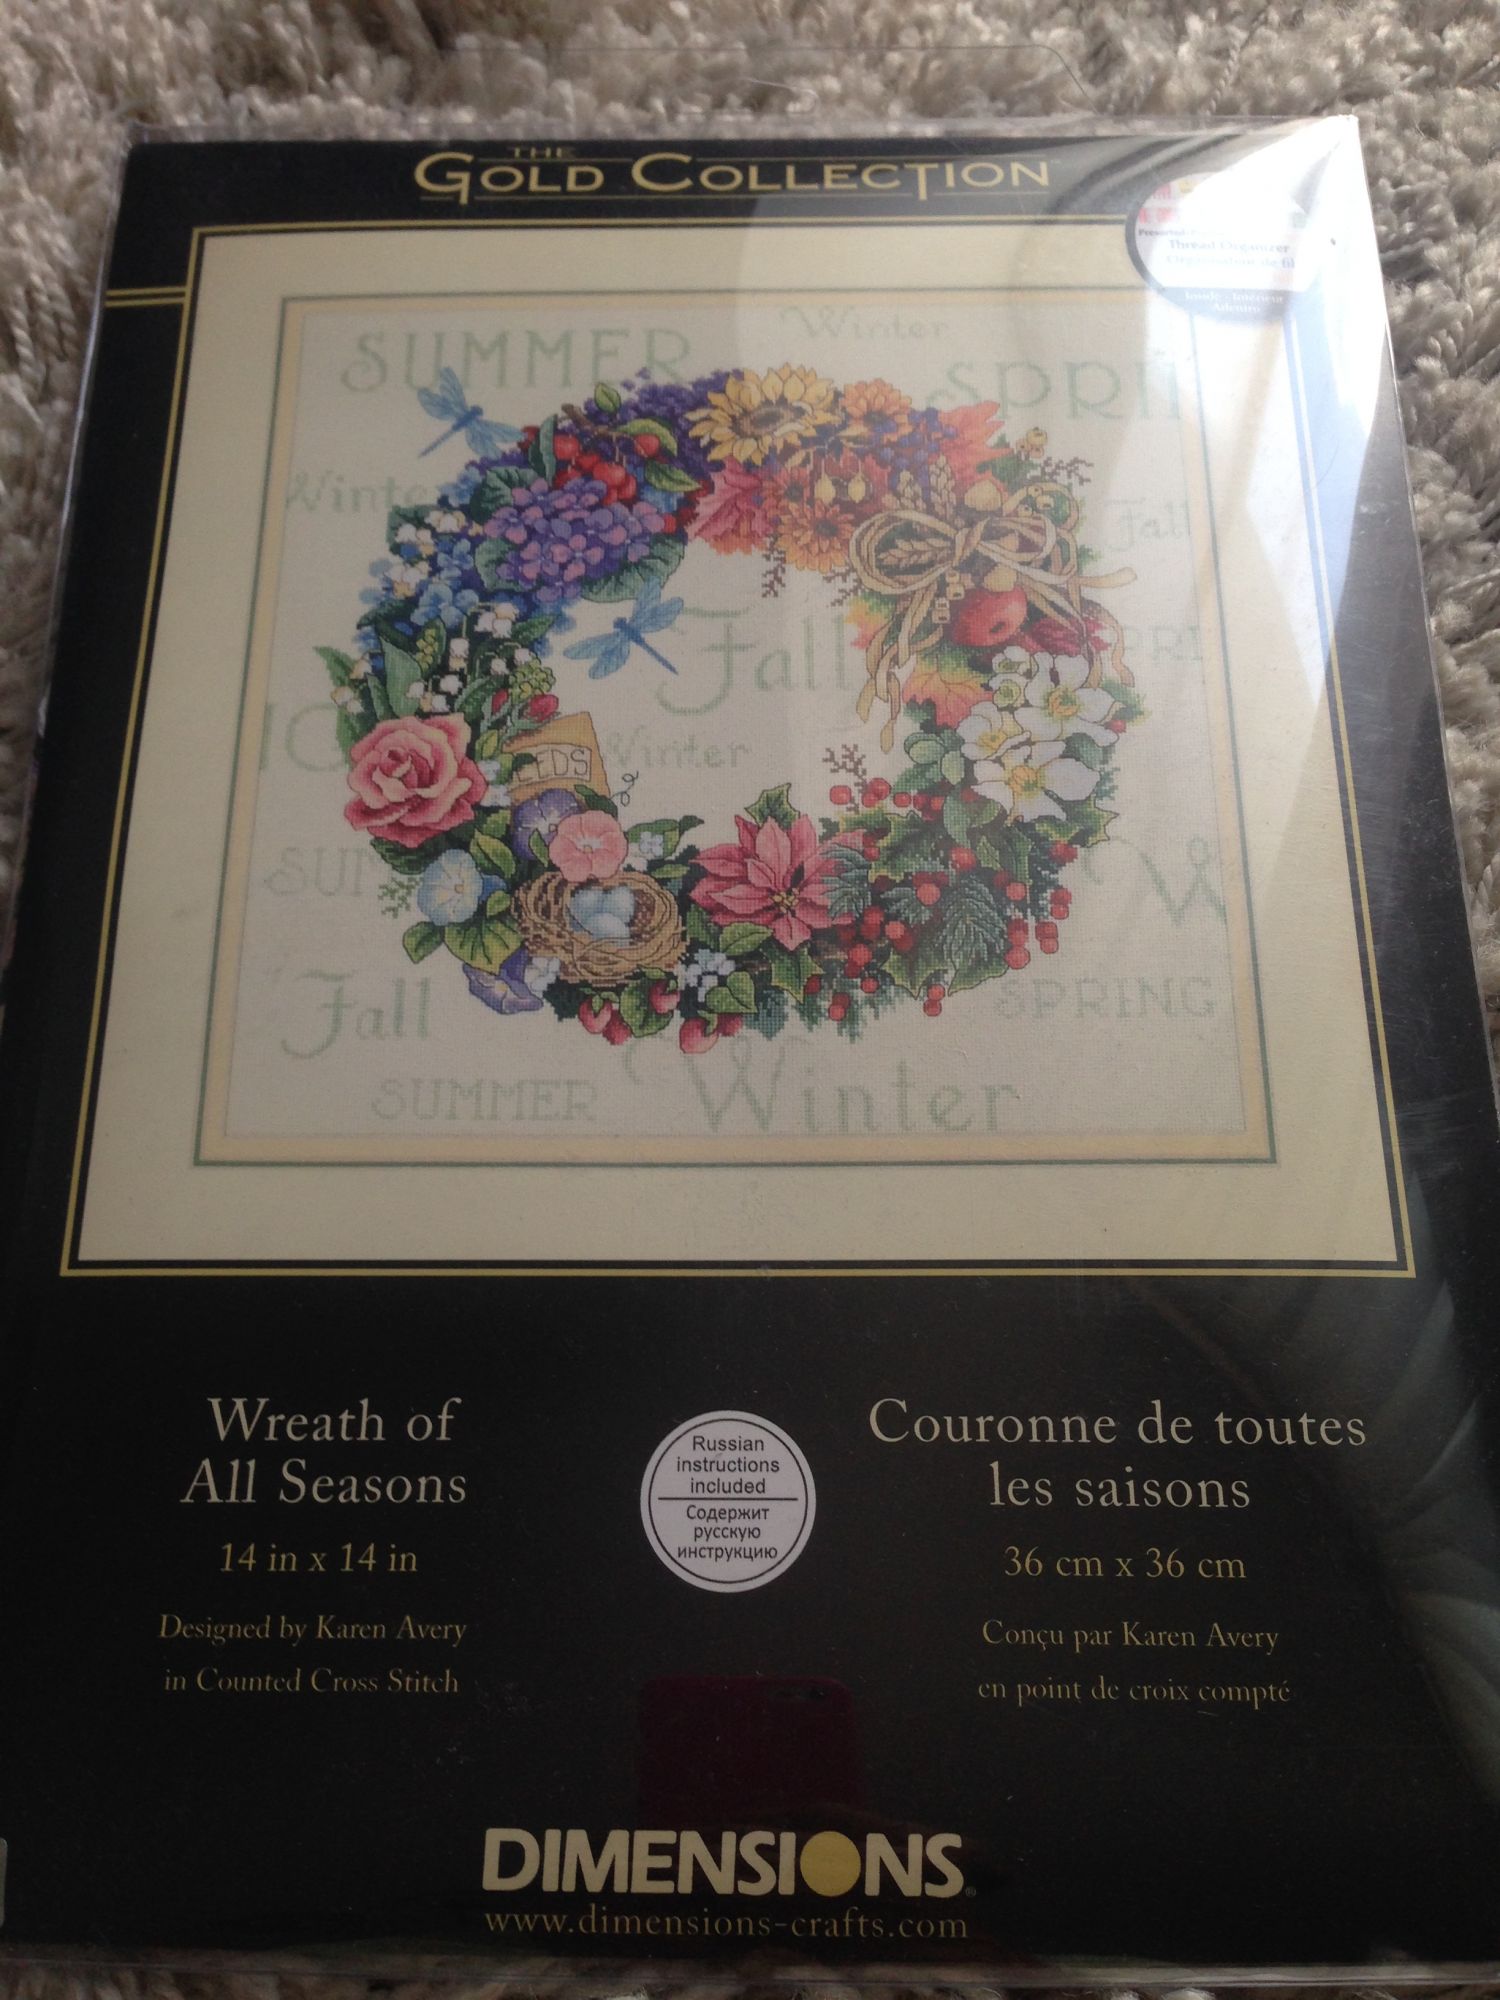 THE
GOLD COLLECTION
Thread Organizer
SUMMER
Winter
SPRI
Winte
Fall
Fall
PRI
Winter
SEEDS
SUM
W
Fall
SPRING
SUMMER
Winter
Wreath of
All Seasons
14 in x 14 in
Designed by Karen Avery
in Counted Cross Stitch
Russian
instructions
included
Содержит
русскую
инструкцию
Couronne de toutes
les saisons
36 cm x 36 cm
Conçu par Karen Avery
en point de croix compté
DIMENSIONS®
www.dimensions-crafts.com